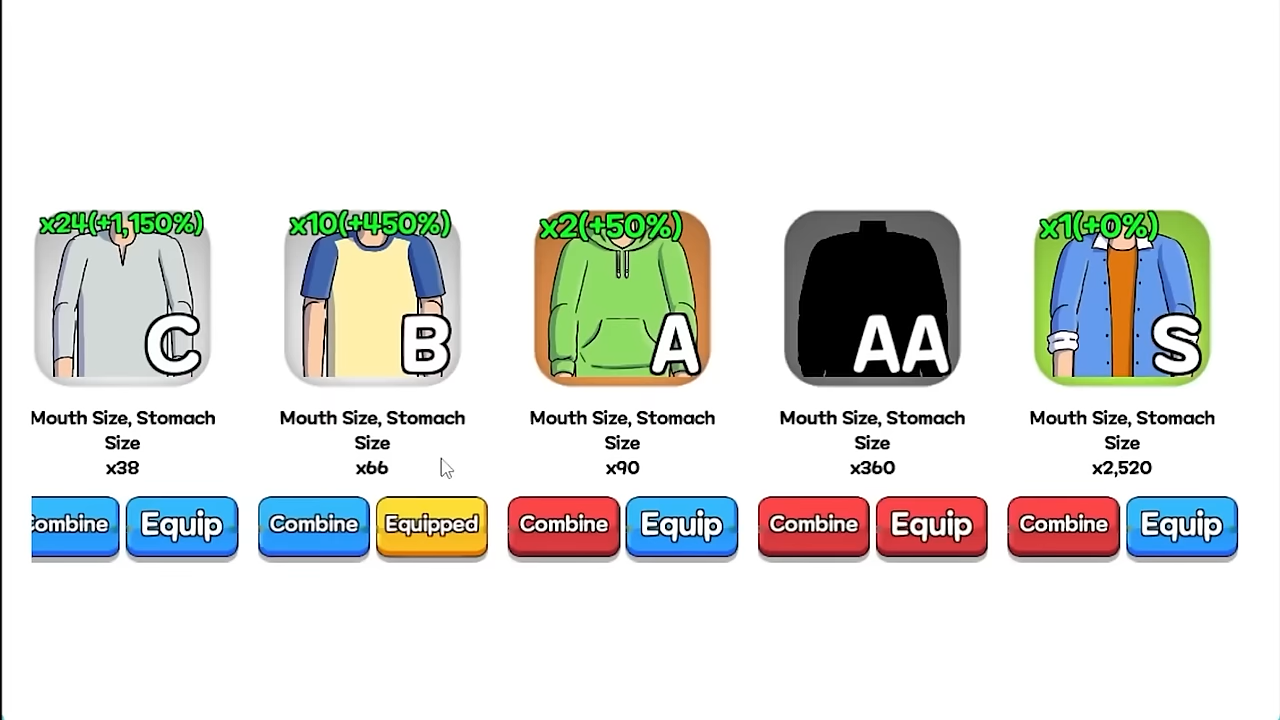 x24(+1,150%) x10(+450%) x2(+50%) x1(+0%)
C B A AA S
Mouth Size, Stomach Mouth Size, Stomach Mouth Size, Stomach Mouth Size, Stomach Mouth Size, Stomach
Size Size Size Size Size
x38 x66 x90 x360 x2,520
Combine Equip Combine Equipped Combine Equip Combine Equip Combine Equip